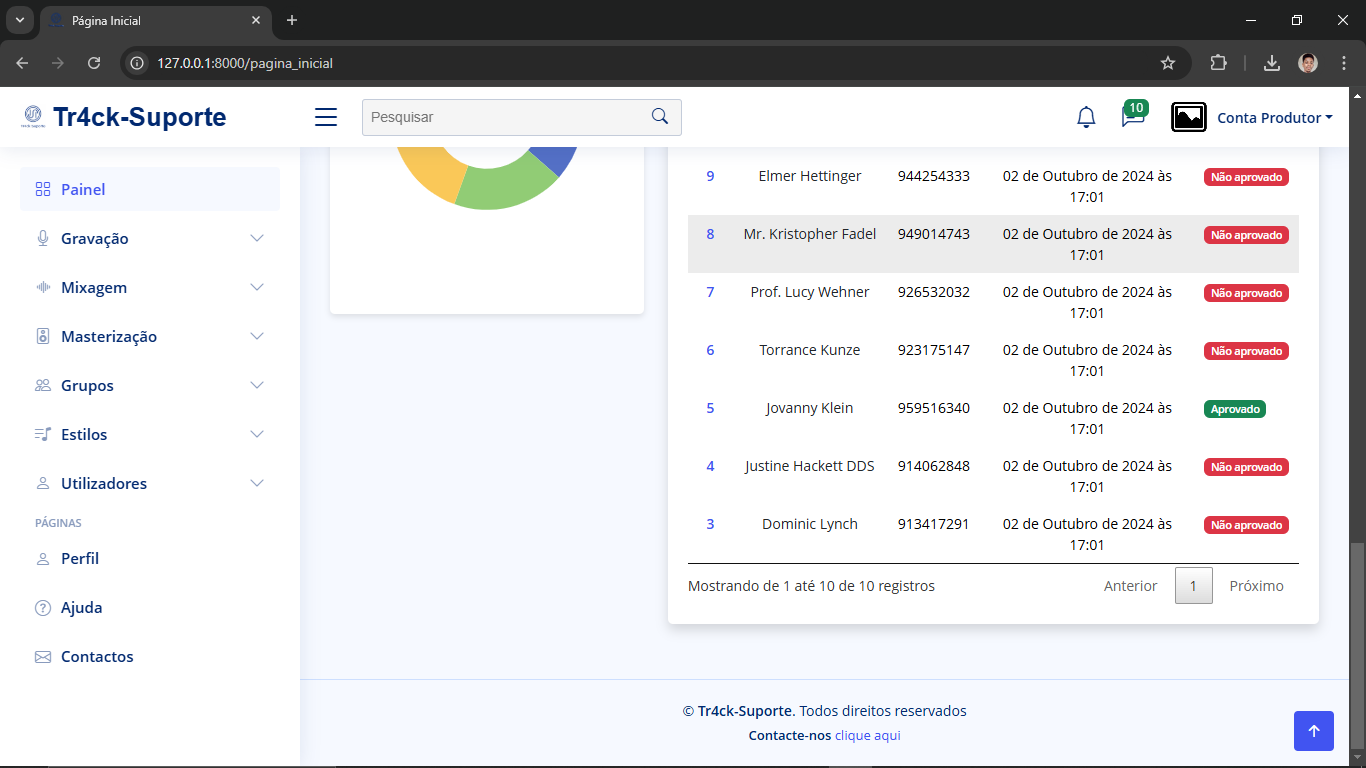 Página Inicial
127.0.0.1:8000/pagina_inicial
Tr4ck-Suporte
Pesquisar
10
Conta Produtor
Painel
Gravação
Mixagem
Masterização
Grupos
Estilos
Utilizadores
PÁGINAS
Perfil
Ajuda
Contactos
9 Elmer Hettinger 944254333 02 de Outubro de 2024 às Não aprovado
17:01
8 Mr. Kristopher Fadel 949014743 02 de Outubro de 2024 às Não aprovado
17:01
7 Prof. Lucy Wehner 926532032 02 de Outubro de 2024 às Não aprovado
17:01
6 Torrance Kunze 923175147 02 de Outubro de 2024 às Não aprovado
17:01
5 Jovanny Klein 959516340 02 de Outubro de 2024 às Aprovado
17:01
4 Justine Hackett DDS 914062848 02 de Outubro de 2024 às Não aprovado
17:01
3 Dominic Lynch 913417291 02 de Outubro de 2024 às Não aprovado
17:01
Mostrando de 1 até 10 de 10 registros Anterior 1 Próximo
© Tr4ck-Suporte. Todos direitos reservados
Contacte-nos clique aqui